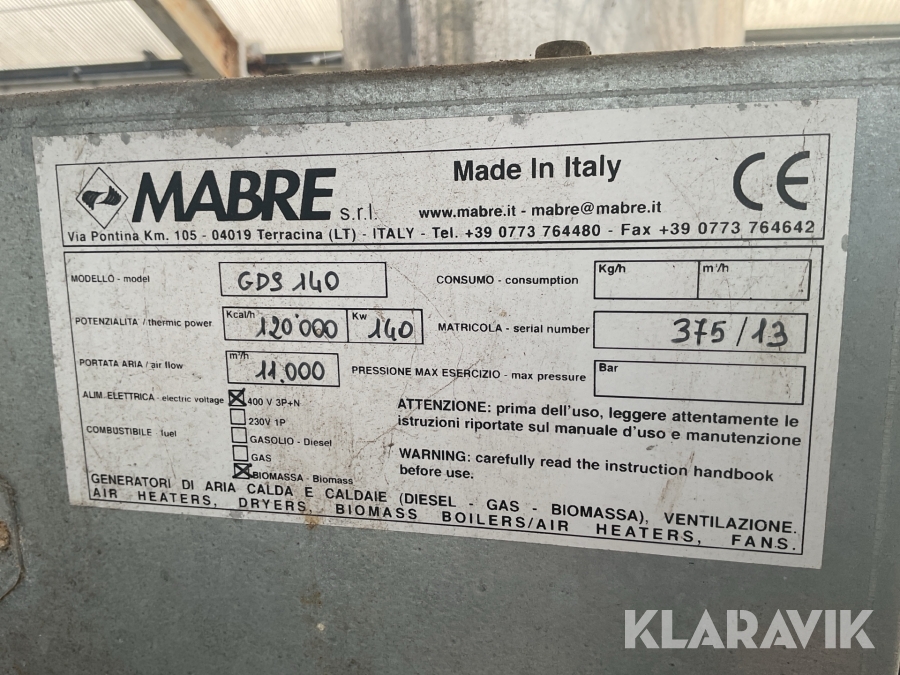 MABRE s.r.l.
Made In Italy
CE
www.mabre.it - mabre@mabre.it
Via Pontina Km. 105 - 04019 Terracina (LT) - ITALY - Tel. +39 0773 764480 - Fax +39 0773 764642
MODELLO - model GDS 140
CONSUMO - consumption Kg/h m³/h
POTENZIALITA' / thermic power Kcal/h 120'000 Kw 140
MATRICOLA - serial number 375/13
PORTATA ARIA / air flow m³/h 11.000
PRESSIONE MAX ESERCIZIO - max pressure Bar
ALIM. ELETTRICA - electric voltage 400 V 3P+N
230V 1P
COMBUSTIBILE fuel GASOLIO - Diesel
GAS
BIOMASSA - Biomass
ATTENZIONE: prima dell'uso, leggere attentamente le
istruzioni riportate sul manuale d'uso e manutenzione
WARNING: carefully read the instruction handbook
before use.
GENERATORI DI ARIA CALDA E CALDAIE (DIESEL - GAS - BIOMASSA), VENTILAZIONE.
AIR HEATERS, DRYERS, BIOMASS BOILERS/AIR HEATERS, FANS.
KLARAVIK